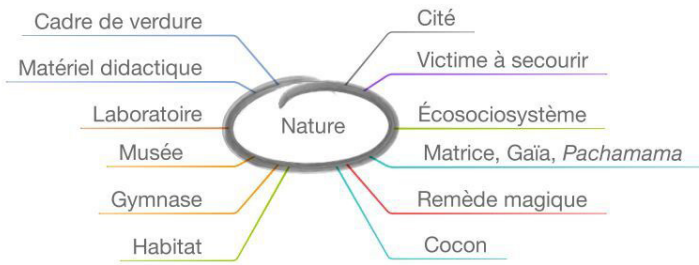 Cadre de verdure
Matériel didactique
Laboratoire
Musée
Gymnase
Habitat
Nature
Cité
Victime à secourir
Écosociosystème
Matrice, Gaïa, Pachamama
Remède magique
Cocon